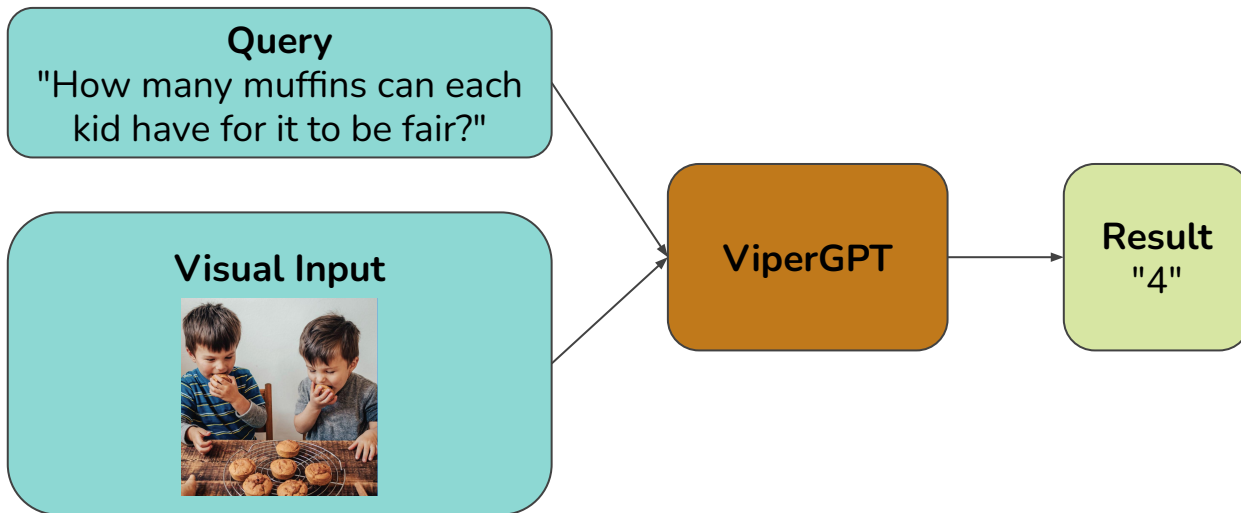 Query
"How many muffins can each
kid have for it to be fair?"
Visual Input
ViperGPT
Result
"4"